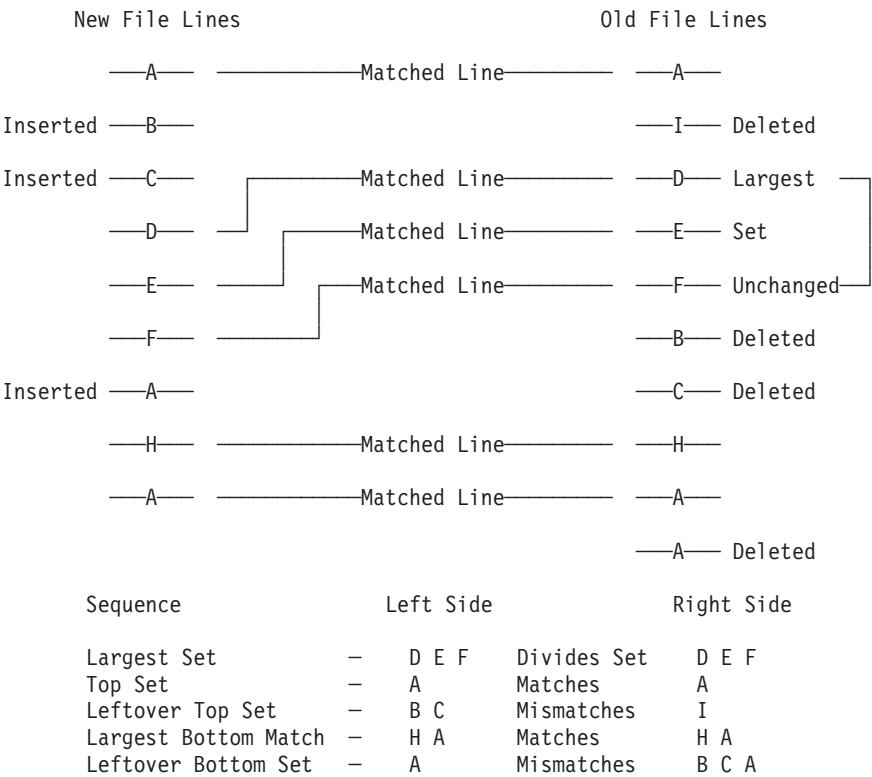 New File Lines Old File Lines
A Matched Line A
Inserted B I Deleted
Inserted C Matched Line D Largest
D Matched Line E Set
E Matched Line F Unchanged
F B Deleted
Inserted A C Deleted
H Matched Line H
A Matched Line A
A Deleted
Sequence Left Side Right Side
Largest Set — D E F Divides Set D E F
Top Set — A Matches A
Leftover Top Set — B C Mismatches I
Largest Bottom Match — H A Matches H A
Leftover Bottom Set — A Mismatches B C A